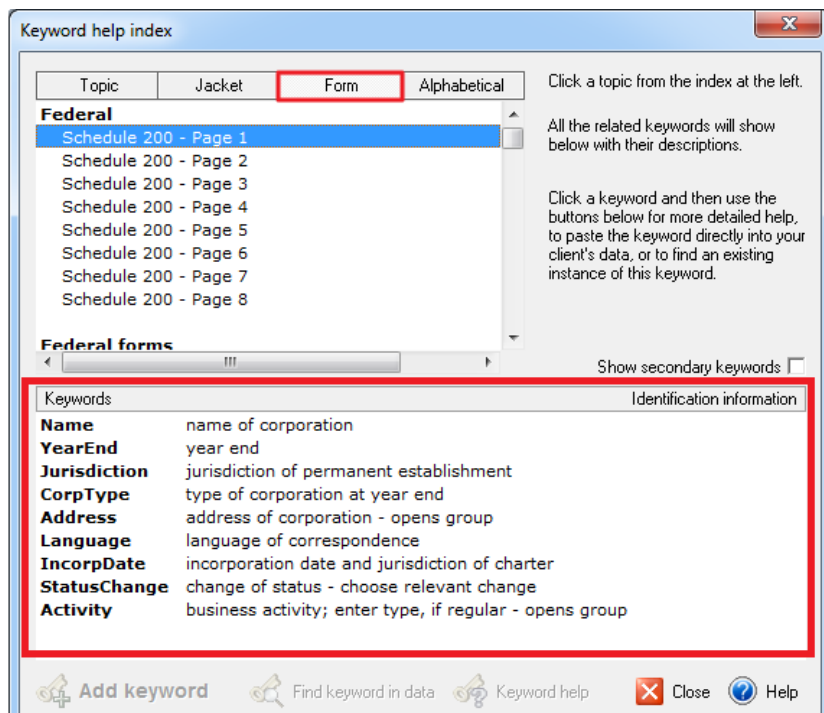 Keyword help index
Topic Jacket Form Alphabetical
Federal
Schedule 200 - Page 1
Schedule 200 - Page 2
Schedule 200 - Page 3
Schedule 200 - Page 4
Schedule 200 - Page 5
Schedule 200 - Page 6
Schedule 200 - Page 7
Schedule 200 - Page 8
Federal forms
Click a topic from the index at the left.
All the related keywords will show
below with their descriptions.
Click a keyword and then use the
buttons below for more detailed help,
to paste the keyword directly into your
client's data, or to find an existing
instance of this keyword.
Show secondary keywords
Keywords Identification information
Name name of corporation
YearEnd year end
Jurisdiction jurisdiction of permanent establishment
CorpType type of corporation at year end
Address address of corporation - opens group
Language language of correspondence
IncorpDate incorporation date and jurisdiction of charter
StatusChange change of status - choose relevant change
Activity business activity; enter type, if regular - opens group
Add keyword Find keyword in data Keyword help Close Help